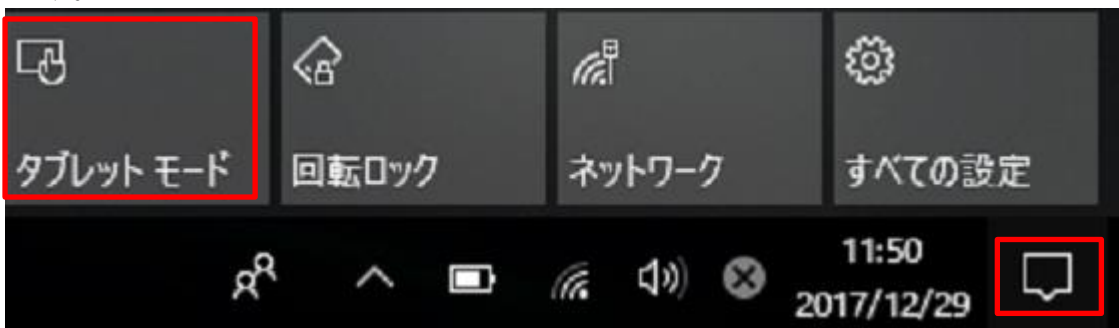 タブレット モード
回転ロック
ネットワーク
すべての設定
11:50
2017/12/29